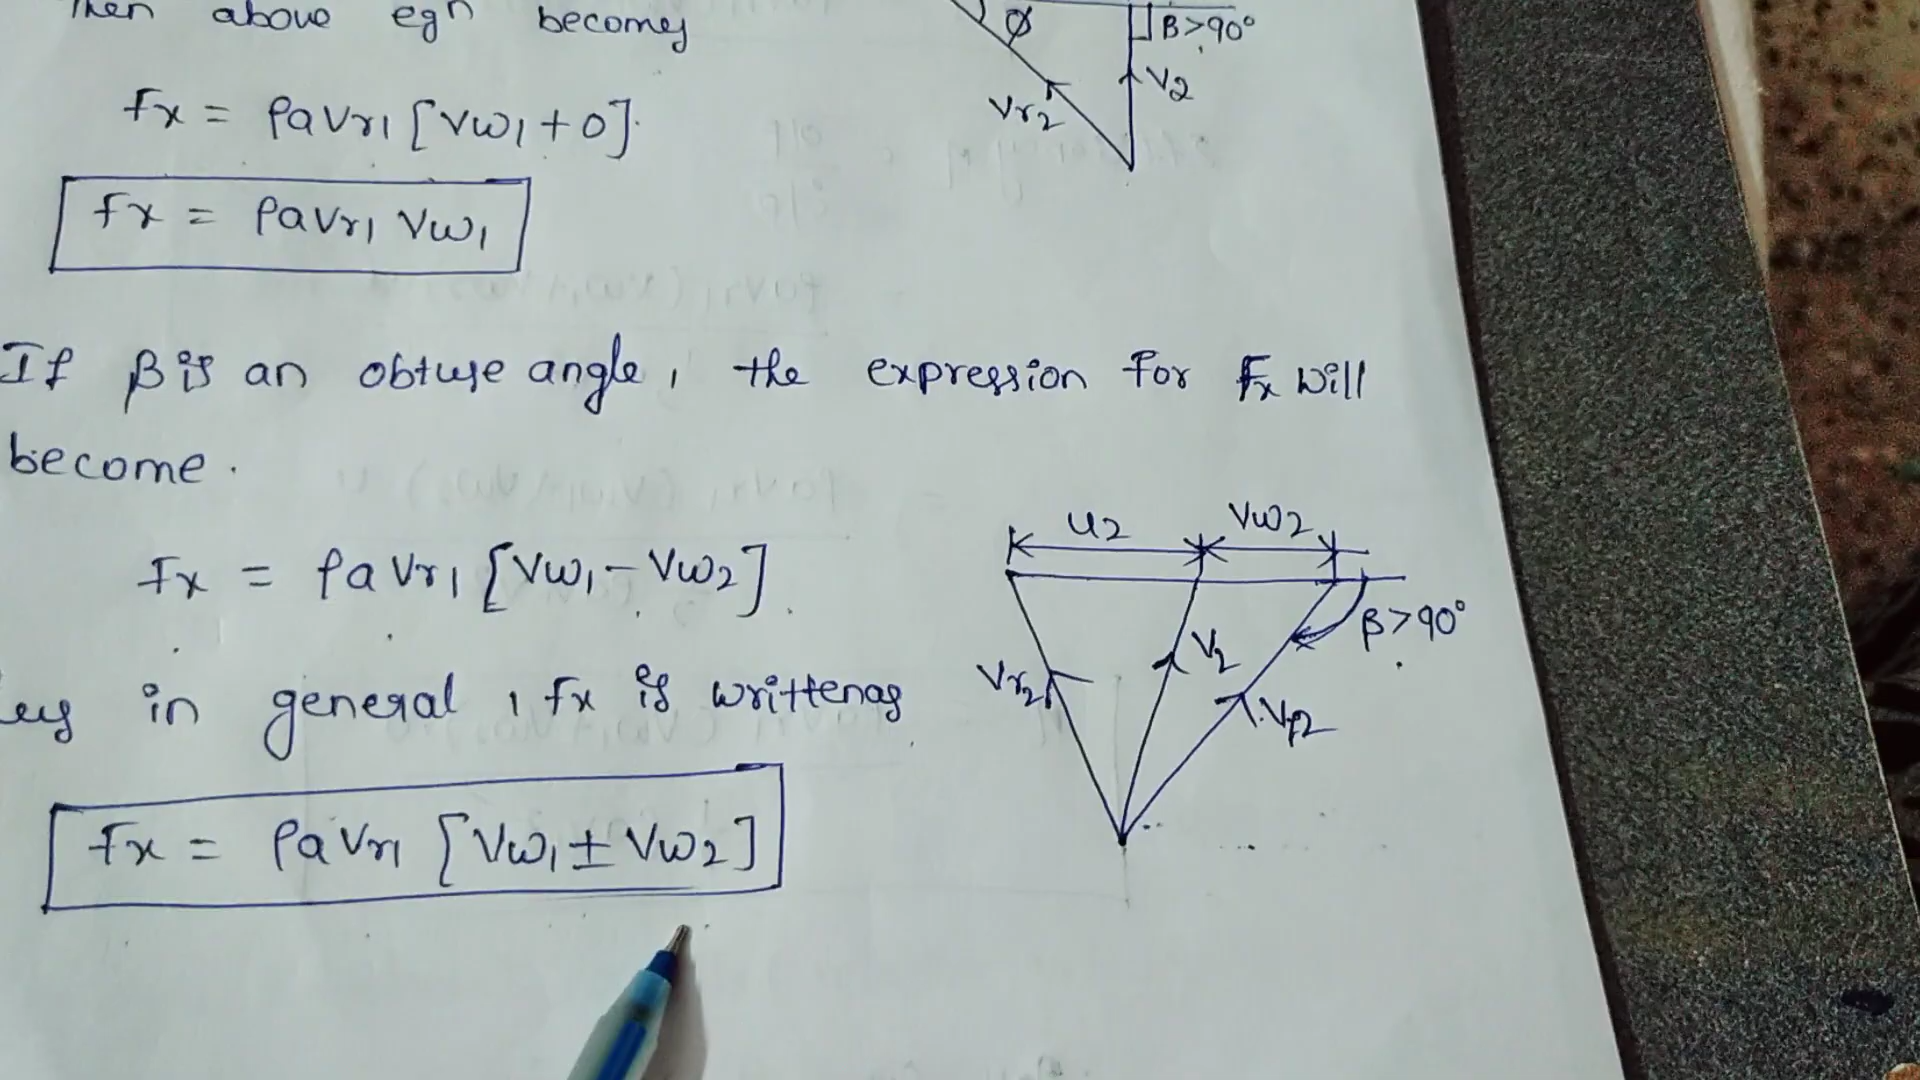 Then above eqn becomes
ϕ
β>90°
V2
Vr2
Fx = ρaVr1 [Vw1+0].
Fx = ρaVr1 Vw1
If β is an obtuse angle, the expression for Fx will
become.
U2 Vw2
Fx = ρaVr1 [Vw1 - Vw2].
β>90°
V2
Vr2
Vf2
in general, Fx is written as
Fx = ρaVr1 [Vw1 ± Vw2]